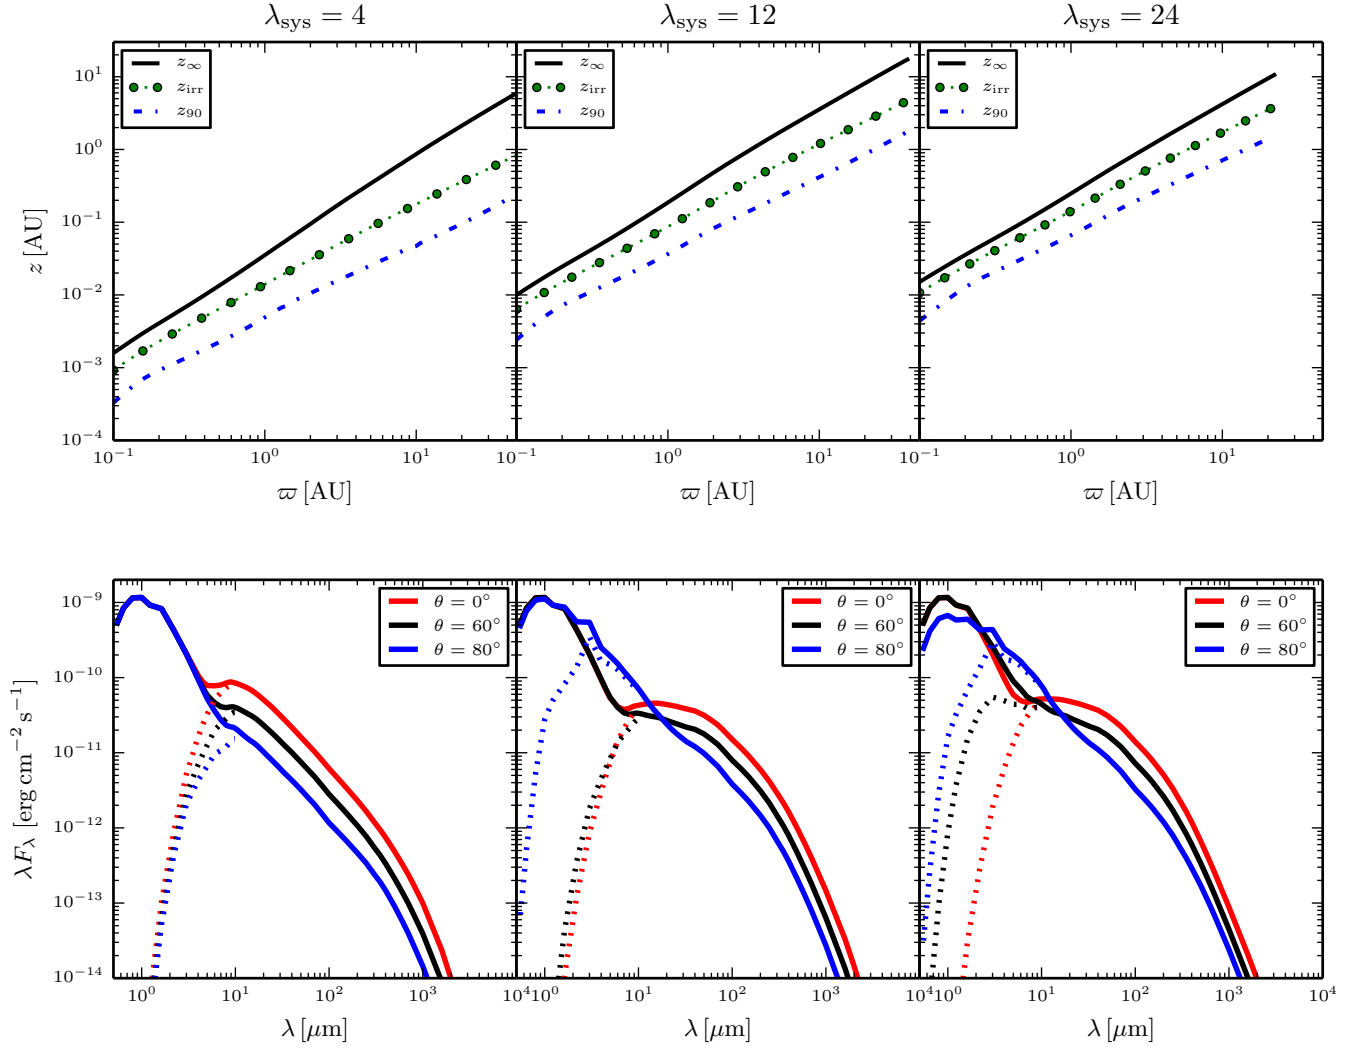 λsys = 4 λsys = 12 λsys = 24
z∞ z∞ z∞
zirr zirr zirr
z90 z90 z90
10^1
10^0
10^−1
10^−2
10^−3
10^−4
z [AU]
10^−1 10^0 10^1 10^−1 10^0 10^1 10^−1 10^0 10^1
ϖ [AU] ϖ [AU] ϖ [AU]
θ = 0° θ = 0° θ = 0°
θ = 60° θ = 60° θ = 60°
θ = 80° θ = 80° θ = 80°
10^−9
10^−10
10^−11
10^−12
10^−13
10^−14
λFλ [erg cm^−2 s^−1]
10^0 10^1 10^2 10^3 10^4 10^0 10^1 10^2 10^3 10^4 10^0 10^1 10^2 10^3 10^4
λ [μm] λ [μm] λ [μm]